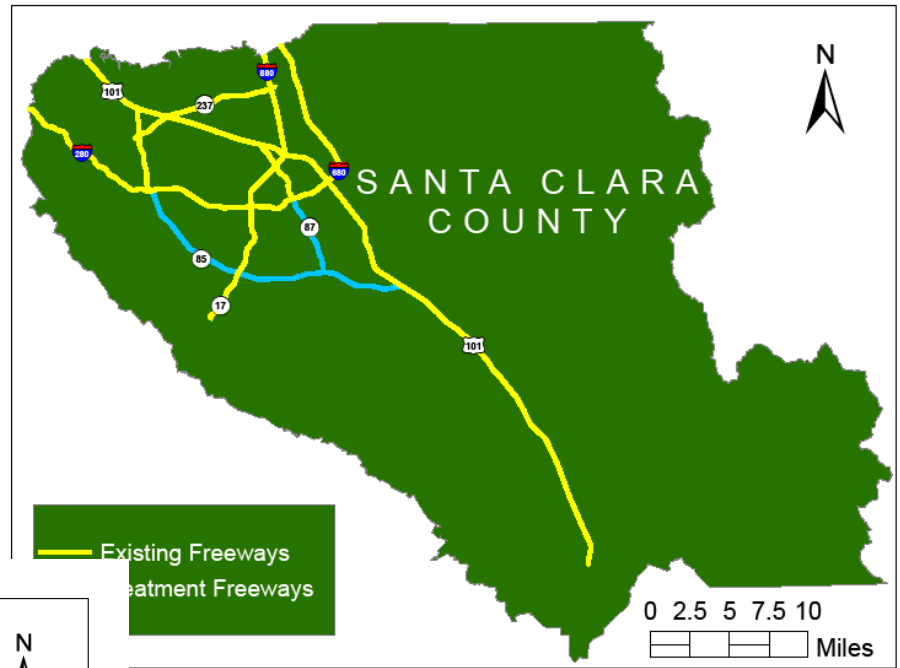 N
880
101
237
280
680
SANTA CLARA
COUNTY
87
85
17
101
Existing Freeways
eatment Freeways
0 2.5 5 7.5 10
Miles
N